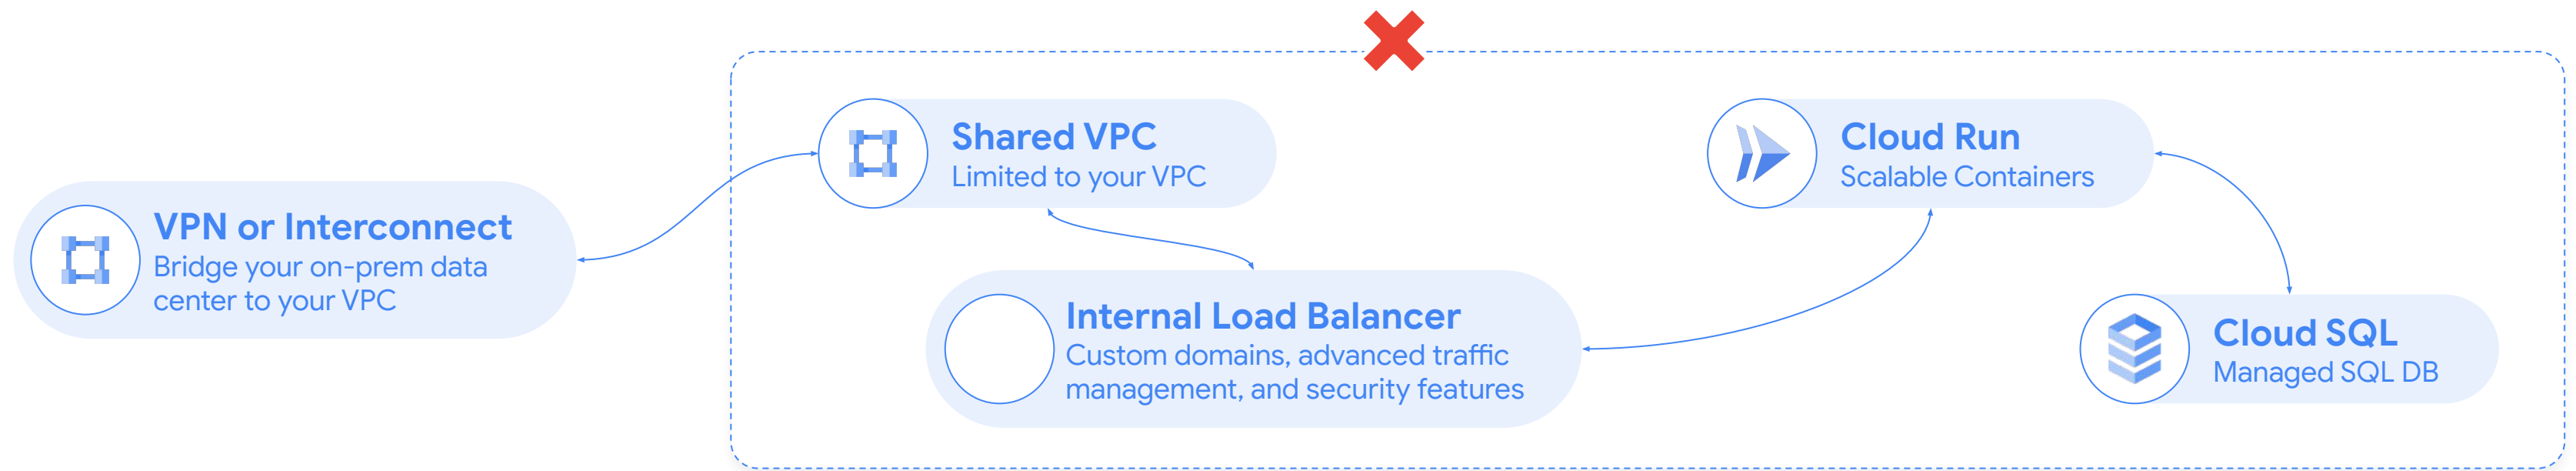 VPN or Interconnect
Bridge your on-prem data
center to your VPC
Shared VPC
Limited to your VPC
Internal Load Balancer
Custom domains, advanced traffic
management, and security features
Cloud Run
Scalable Containers
Cloud SQL
Managed SQL DB